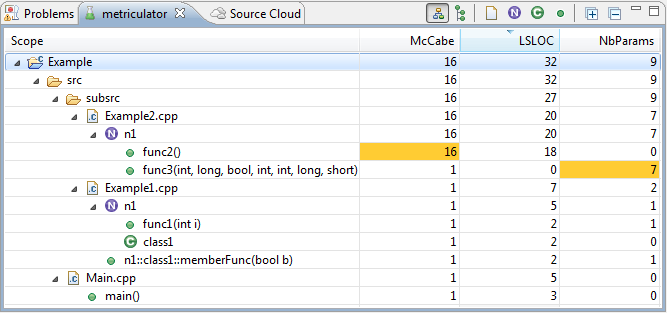 Problems metriculator Source Cloud
Scope McCabe LSLOC NbParams
Example 16 32 9
src 16 32 9
subsrc 16 27 9
Example2.cpp 16 20 7
n1 16 20 7
func2() 16 18 0
func3(int, long, bool, int, int, long, short) 1 0 7
Example1.cpp 1 7 2
n1 1 5 1
func1(int i) 1 2 1
class1 1 2 0
n1::class1::memberFunc(bool b) 1 2 1
Main.cpp 1 5 0
main() 1 3 0